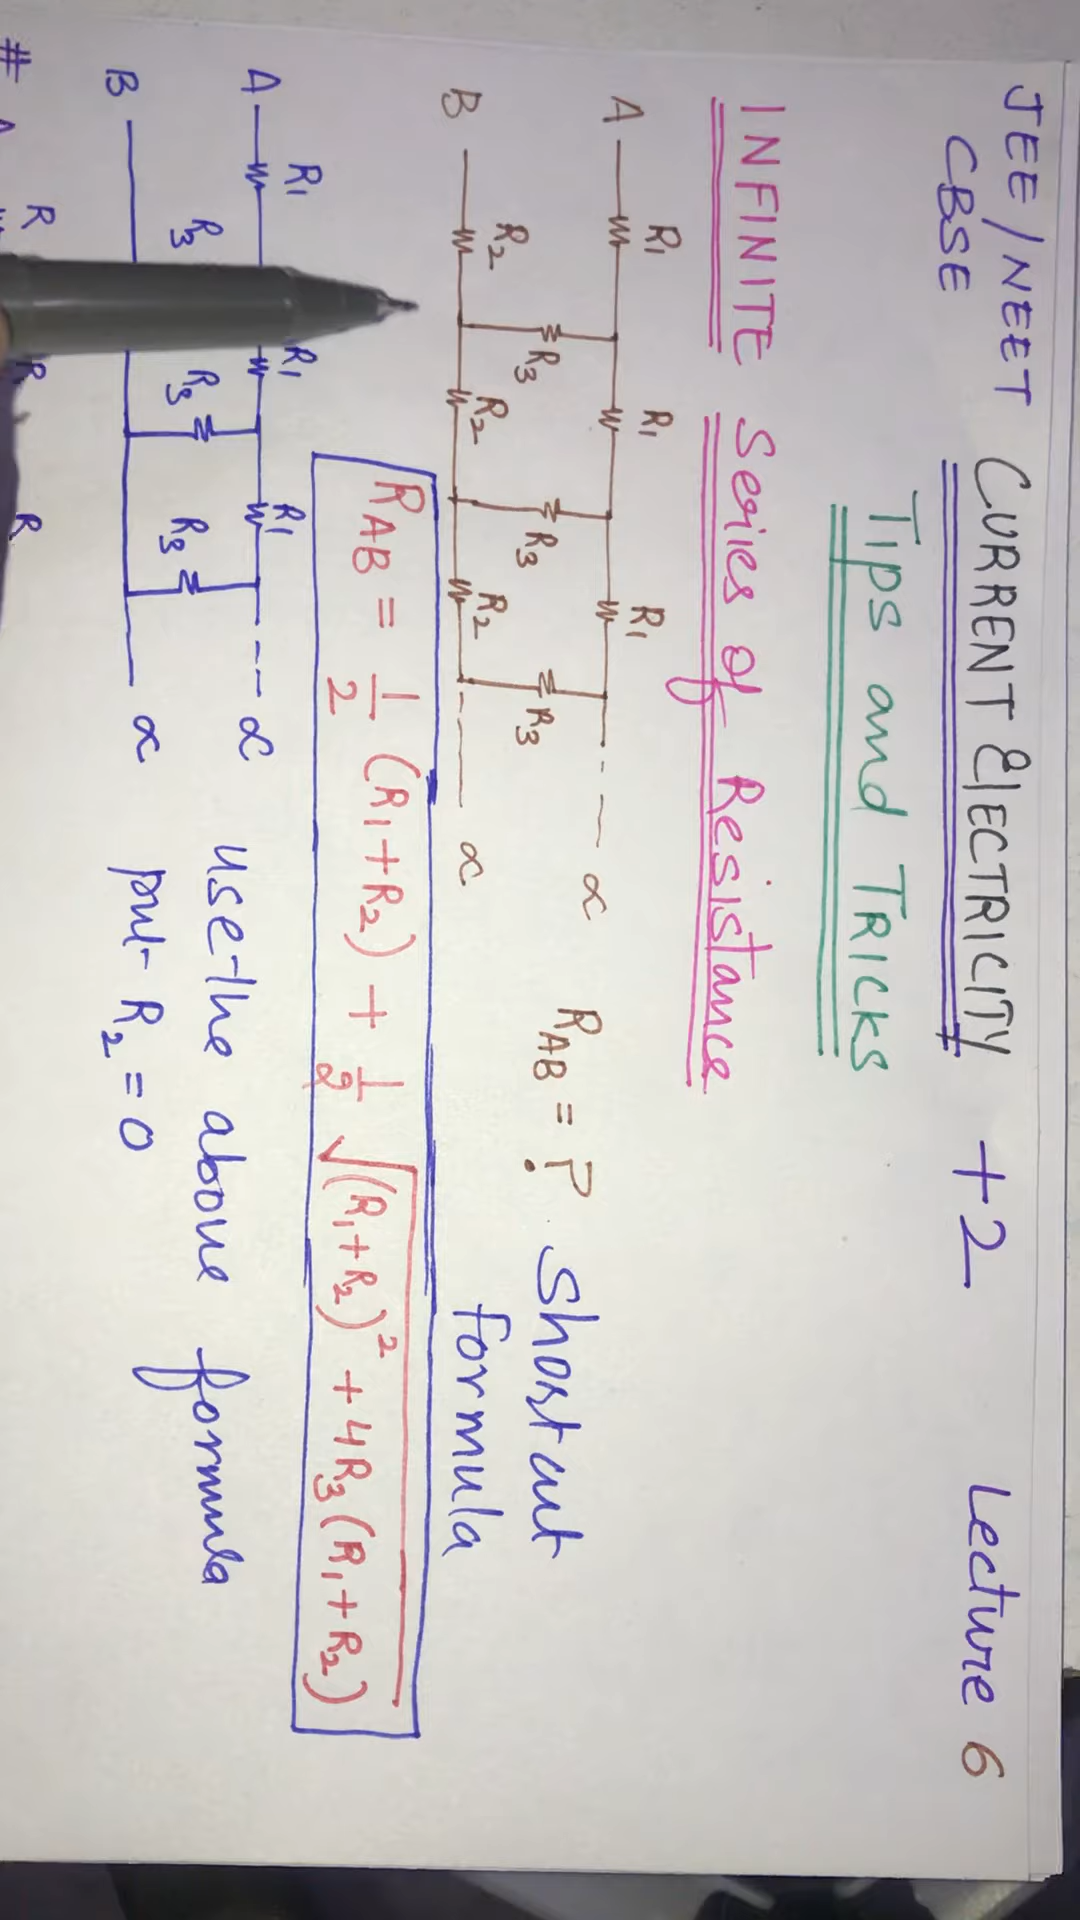 JEE/NEET CURRENT ELECTRICITY +2 Lecture 6
CBSE
Tips and TRICKS
INFINITE Series of Resistance
A R1 R1 R1 --- ∝
R3 R3 R3
B R2 R2 R2 ---- ∝
RAB = ? Shortcut
formula
RAB = 1/2 (R1+R2) + 1/2 √(R1+R2)² + 4R3(R1+R2)
A R1 R1 R1 --- ∝
R3 R3 R3
B ∝
use the above formula
put R2 = 0
# R R R